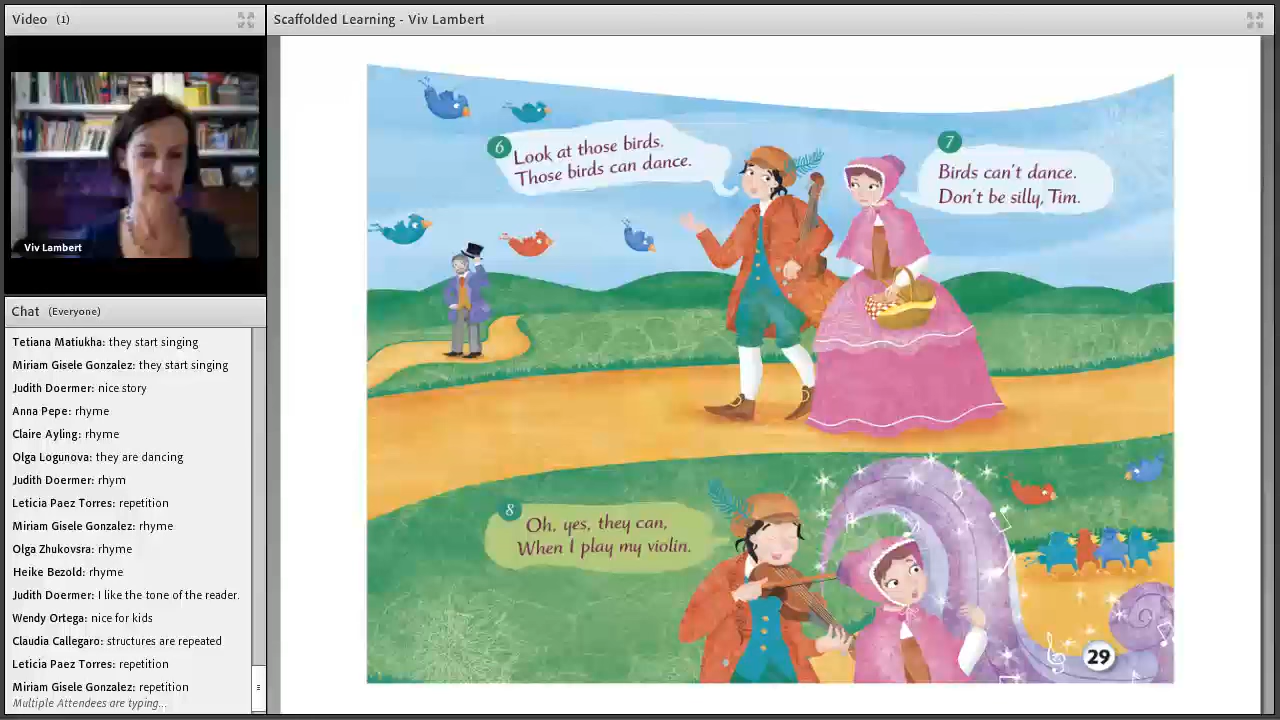 Video (1)
Viv Lambert
Chat (Everyone)
Tetiana Matiukha: they start singing
Miriam Gisele Gonzalez: they start singing
Judith Doermer: nice story
Anna Pepe: rhyme
Claire Ayling: rhyme
Olga Logunova: they are dancing
Judith Doermer: rhym
Leticia Paez Torres: repetition
Miriam Gisele Gonzalez: rhyme
Olga Zhukovsra: rhyme
Heike Bezold: rhyme
Judith Doermer: I like the tone of the reader.
Wendy Ortega: nice for kids
Claudia Callegaro: structures are repeated
Leticia Paez Torres: repetition
Miriam Gisele Gonzalez: repetition
Multiple Attendees are typing...
Scaffolded Learning - Viv Lambert
6 Look at those birds.
Those birds can dance.
7
Birds can't dance.
Don't be silly, Tim.
8 Oh, yes, they can,
When I play my violin.
29